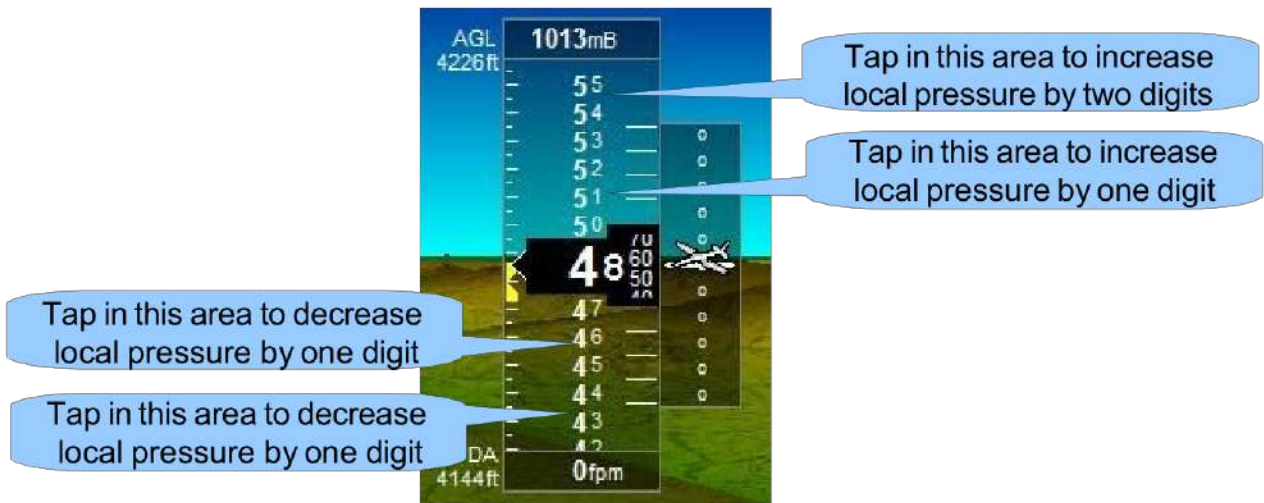 AGL
4226ft
1013mB
Tap in this area to increase
local pressure by two digits
55
54
53
52
51
50
Tap in this area to increase
local pressure by one digit
48
70
60
50
40
47
46
45
44
43
42
Tap in this area to decrease
local pressure by one digit
Tap in this area to decrease
local pressure by one digit
DA
4144ft
0fpm